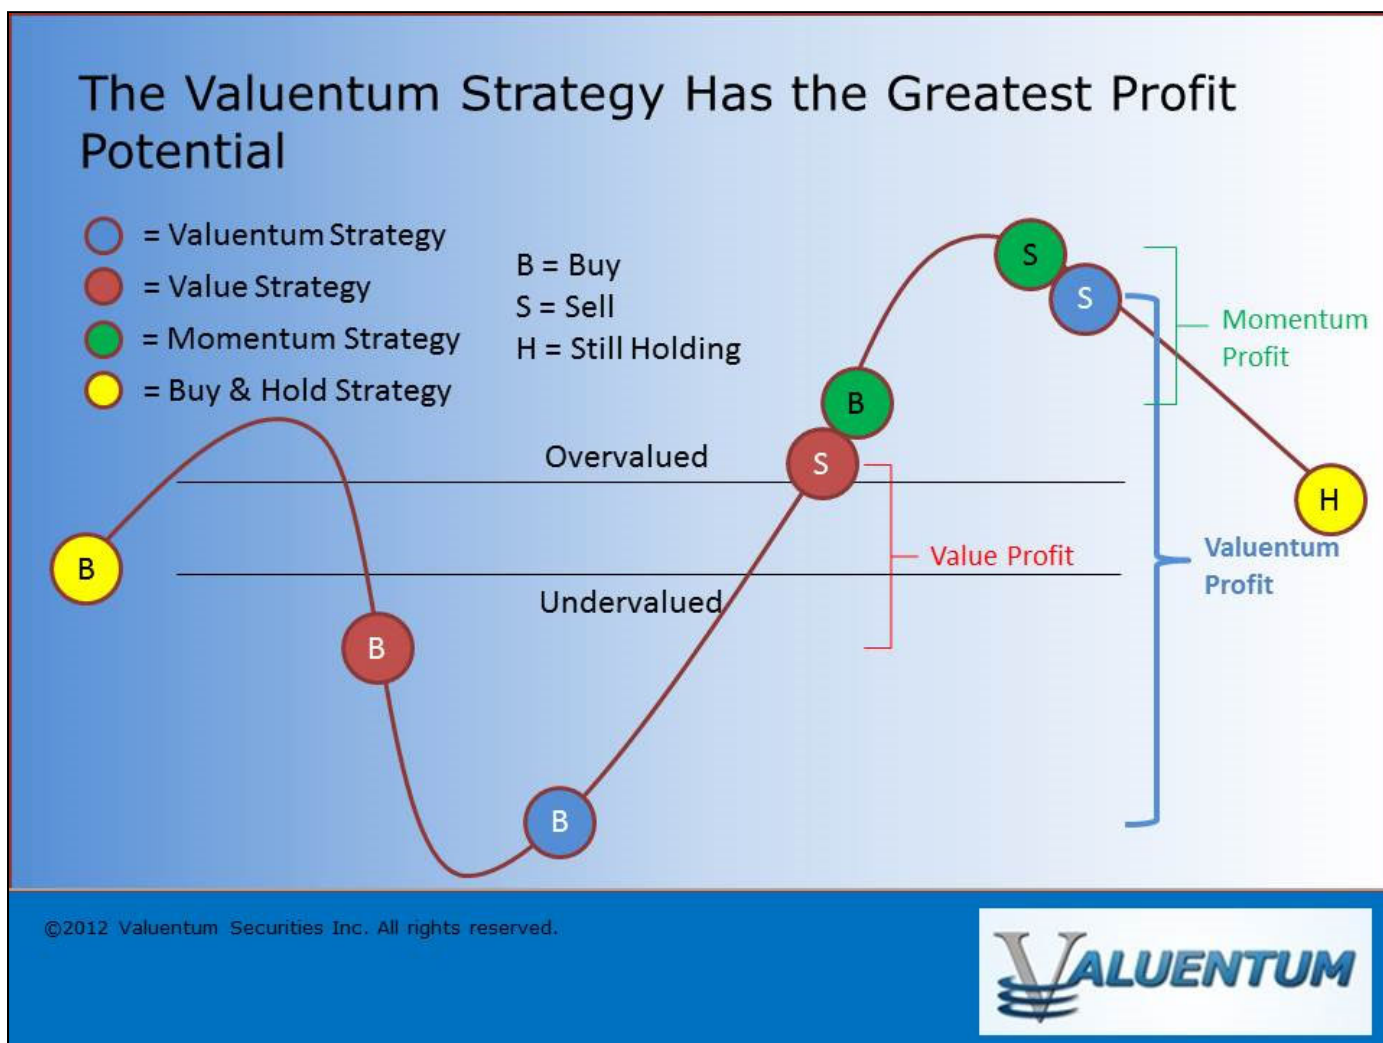 The Valuentum Strategy Has the Greatest Profit
Potential
= Valuentum Strategy
= Value Strategy
= Momentum Strategy
= Buy & Hold Strategy
B = Buy
S = Sell
H = Still Holding
S
S
Momentum
Profit
B
Overvalued
S
H
B
Value Profit
Valuentum
Profit
Undervalued
B
B
©2012 Valuentum Securities Inc. All rights reserved.
VALUENTUM